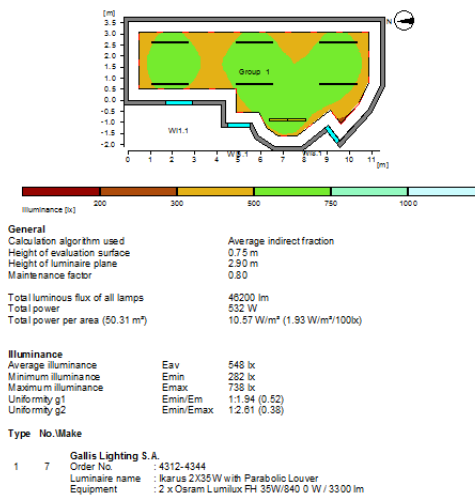 [m]
3.5
3.0
2.5
2.0
1.5
1.0
0.5
0.0
-0.5
-1.0
-1.5
-2.0
N
Group 1
WI1.1
0 1 2 3 4 5 6 7 8 9 10 11
[m]
200 300 500 750 1000
Illuminance [lx]
General
Calculation algorithm used Average indirect fraction
Height of evaluation surface 0.75 m
Height of luminaire plane 2.90 m
Maintenance factor 0.80
Total luminous flux of all lamps 46200 lm
Total power 532 W
Total power per area (50.31 m²) 10.57 W/m² (1.93 W/m²/100lx)
Illuminance
Average illuminance Eav 548 lx
Minimum illuminance Emin 282 lx
Maximum illuminance Emax 738 lx
Uniformity g1 Emin/Em 1:1.94 (0.52)
Uniformity g2 Emin/Emax 1:2.61 (0.38)
Type No.\Make
Gallis Lighting S.A.
1 7 Order No. : 4312-4344
Luminaire name : Ikarus 2X35W with Parabolic Louver
Equipment : 2 x Osram Lumilux FH 35W/840 0 W / 3300 lm